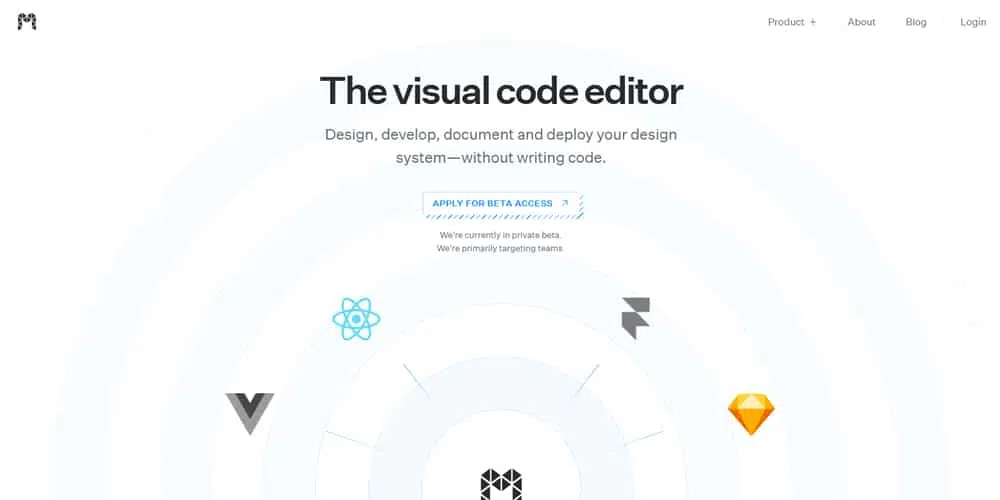 Product +
About
Blog
Login
The visual code editor
Design, develop, document and deploy your design
system—without writing code.
APPLY FOR BETA ACCESS
We're currently in private beta.
We're primarily targeting teams